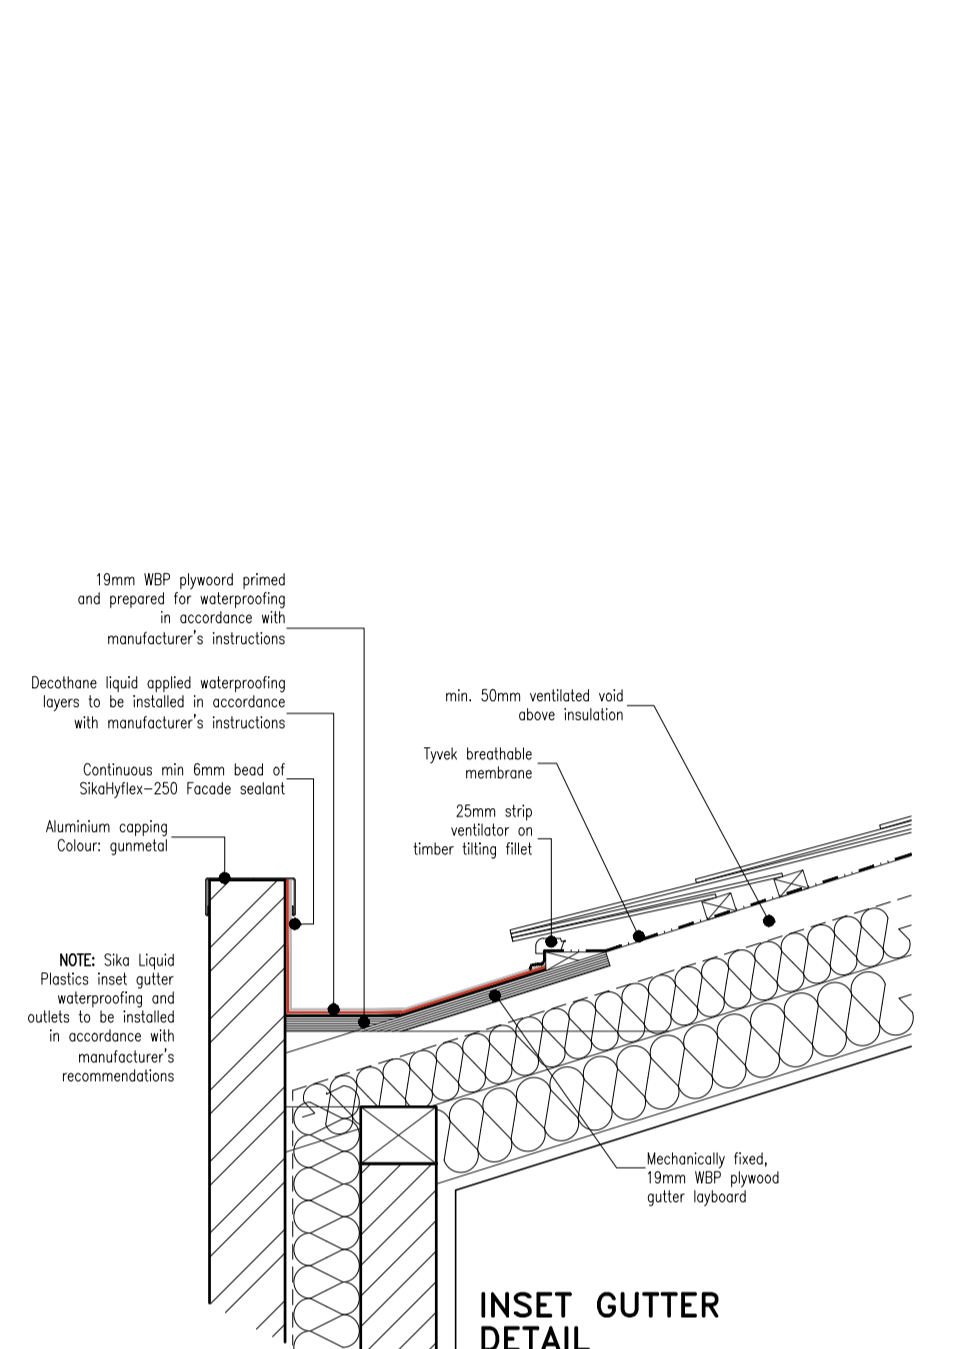 19mm WBP plywoord primed
and prepared for waterproofing
in accordance with
manufacturer's instructions
Decothane liquid applied waterproofing
layers to be installed in accordance
with manufacturer's instructions
Continuous min 6mm bead of
SikaHyflex-250 Facade sealant
Aluminium capping
Colour: gunmetal
NOTE: Sika Liquid
Plastics inset gutter
waterproofing and
outlets to be installed
in accordance with
manufacturer's
recommendations
min. 50mm ventilated void
above insulation
Tyvek breathable
membrane
25mm strip
ventilator on
timber tilting fillet
Mechanically fixed,
19mm WBP plywood
gutter layboard
INSET GUTTER
DETAIL